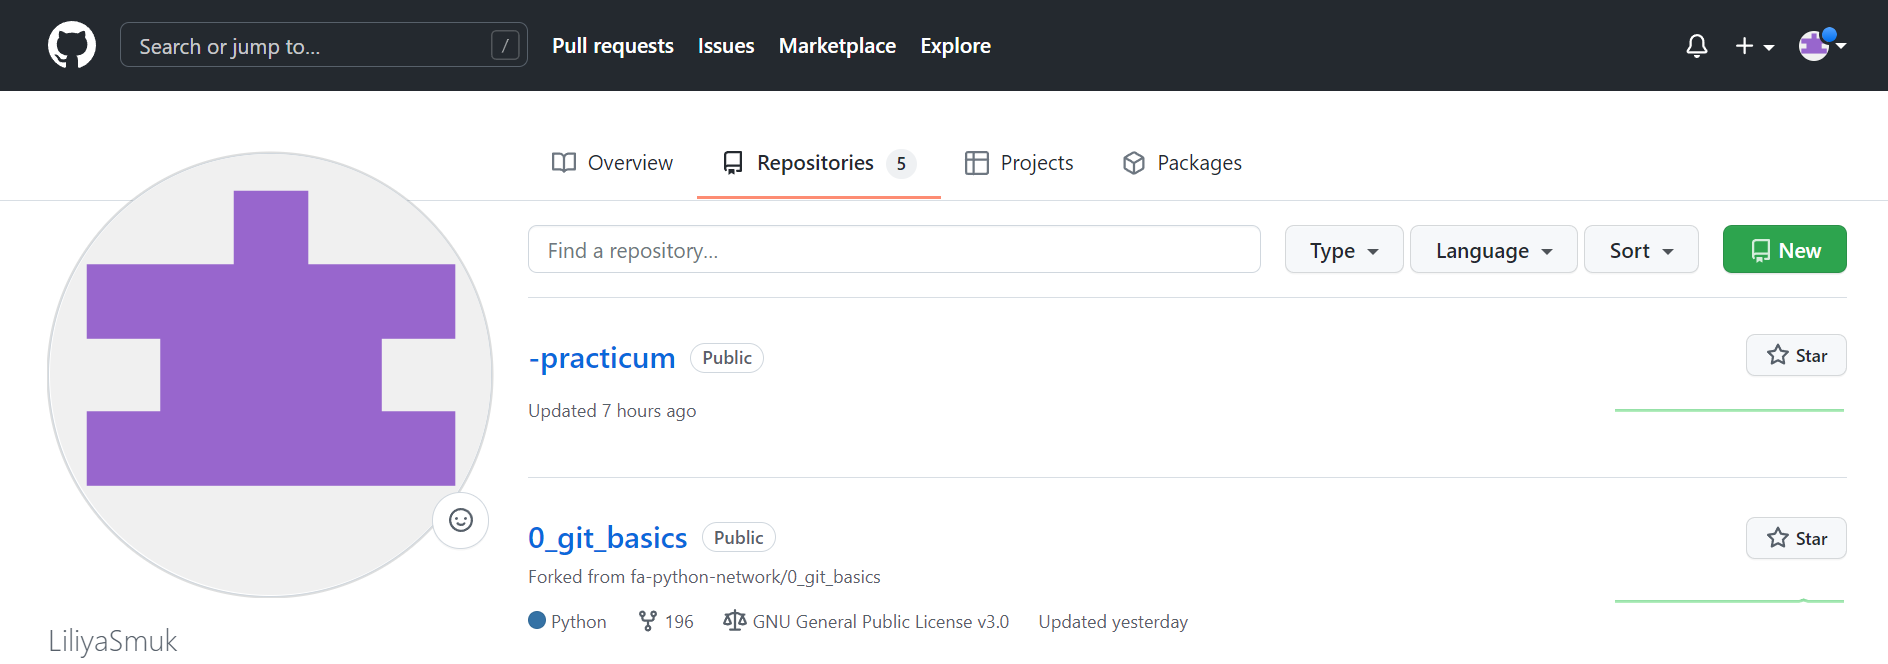 Search or jump to... /
Pull requests Issues Marketplace Explore
Overview Repositories 5 Projects Packages
Find a repository... Type Language Sort New
-practicum Public Star
Updated 7 hours ago
0_git_basics Public Star
Forked from fa-python-network/0_git_basics
Python 196 GNU General Public License v3.0 Updated yesterday
LiliyaSmuk